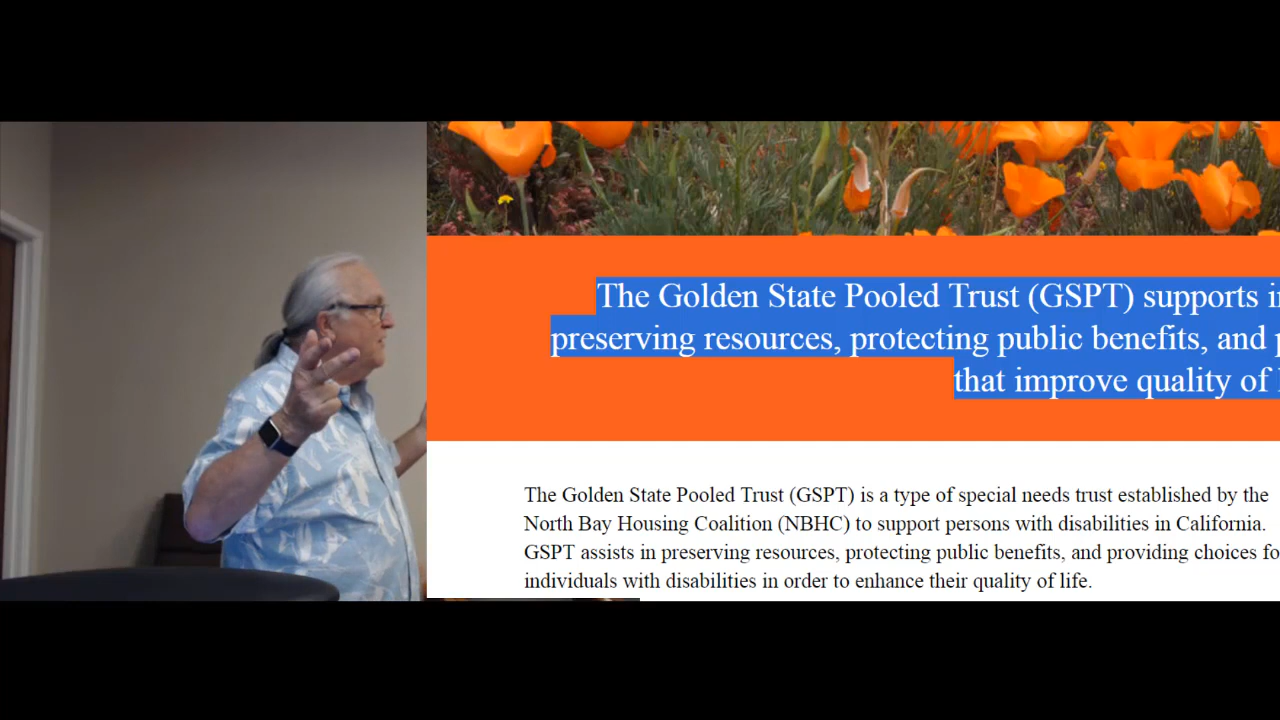 The Golden State Pooled Trust (GSPT) supports
preserving resources, protecting public benefits, and
that improve quality of
The Golden State Pooled Trust (GSPT) is a type of special needs trust established by the
North Bay Housing Coalition (NBHC) to support persons with disabilities in California.
GSPT assists in preserving resources, protecting public benefits, and providing choices
individuals with disabilities in order to enhance their quality of life.